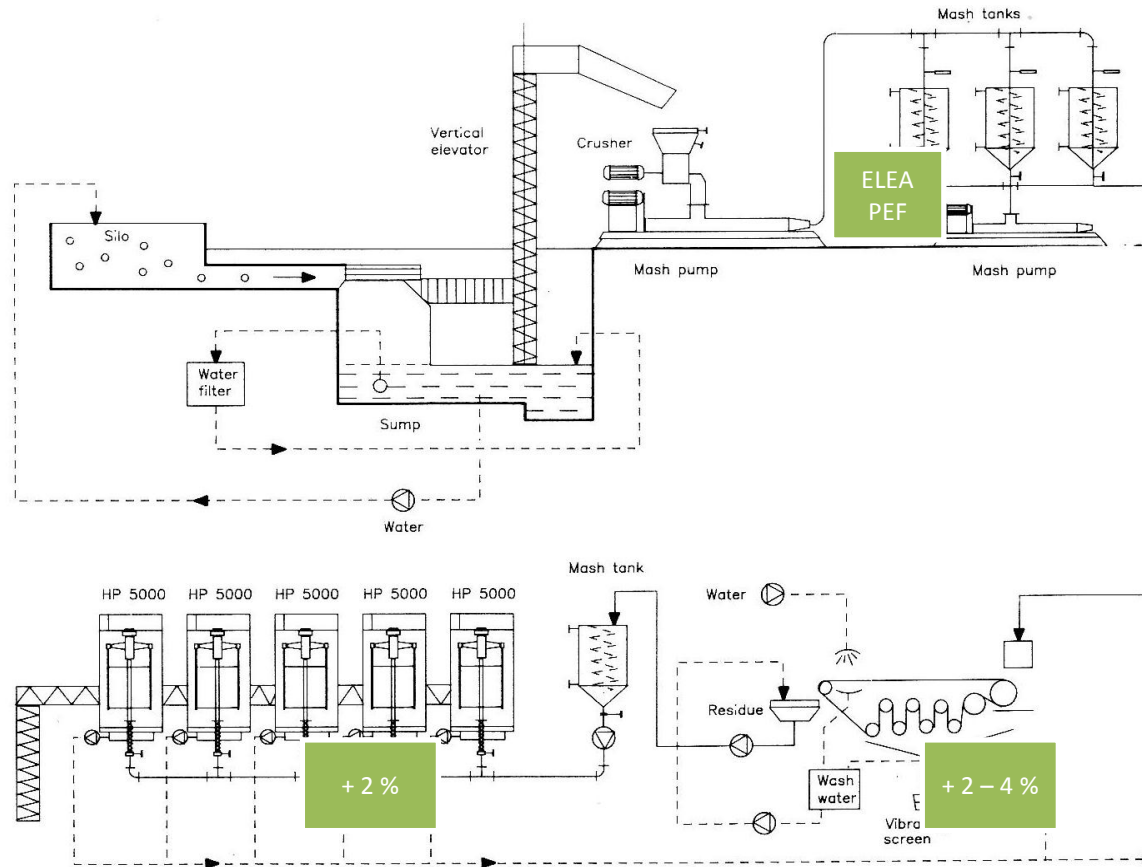 Mash tanks
Vertical
elevator
Crusher
ELEA
PEF
Silo
Mash pump
Mash pump
Water
filter
Sump
Water
Mash tank
HP 5000
HP 5000
HP 5000
HP 5000
HP 5000
Water
Residue
+ 2 %
Wash
water
+ 2 – 4 %
screen